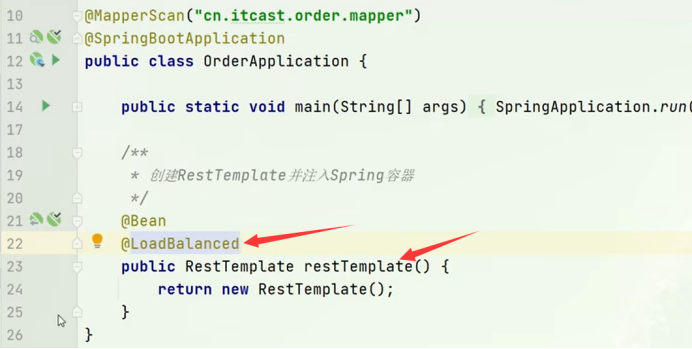 10 @MapperScan("cn.itcast.order.mapper")
11 @SpringBootApplication
12 public class OrderApplication {
13
14 public static void main(String[] args) { SpringApplication.run(
17
18 /**
19 * 创建RestTemplate并注入Spring容器
20 */
21 @Bean
22 @LoadBalanced
23 public RestTemplate restTemplate() {
24 return new RestTemplate();
25 }
26 }